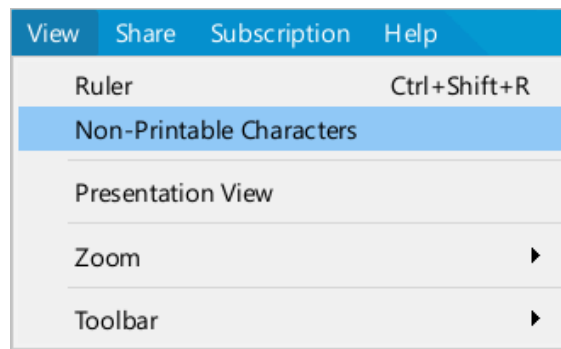 View Share Subscription Help
Ruler Ctrl+Shift+R
Non-Printable Characters
Presentation View
Zoom
Toolbar